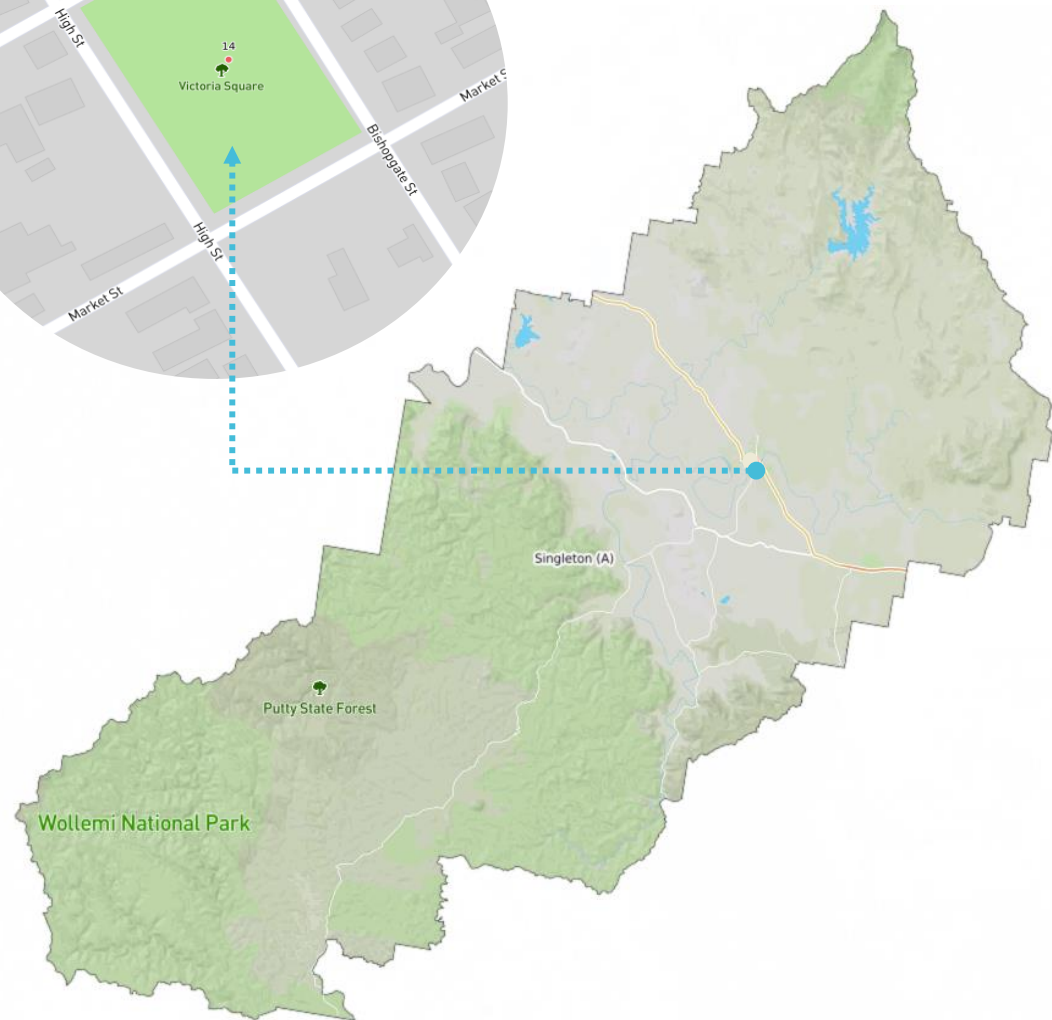 High St
14
Victoria Square
Market S
Bishopgate St
High St
Market St
Singleton (A)
Putty State Forest
Wollemi National Park